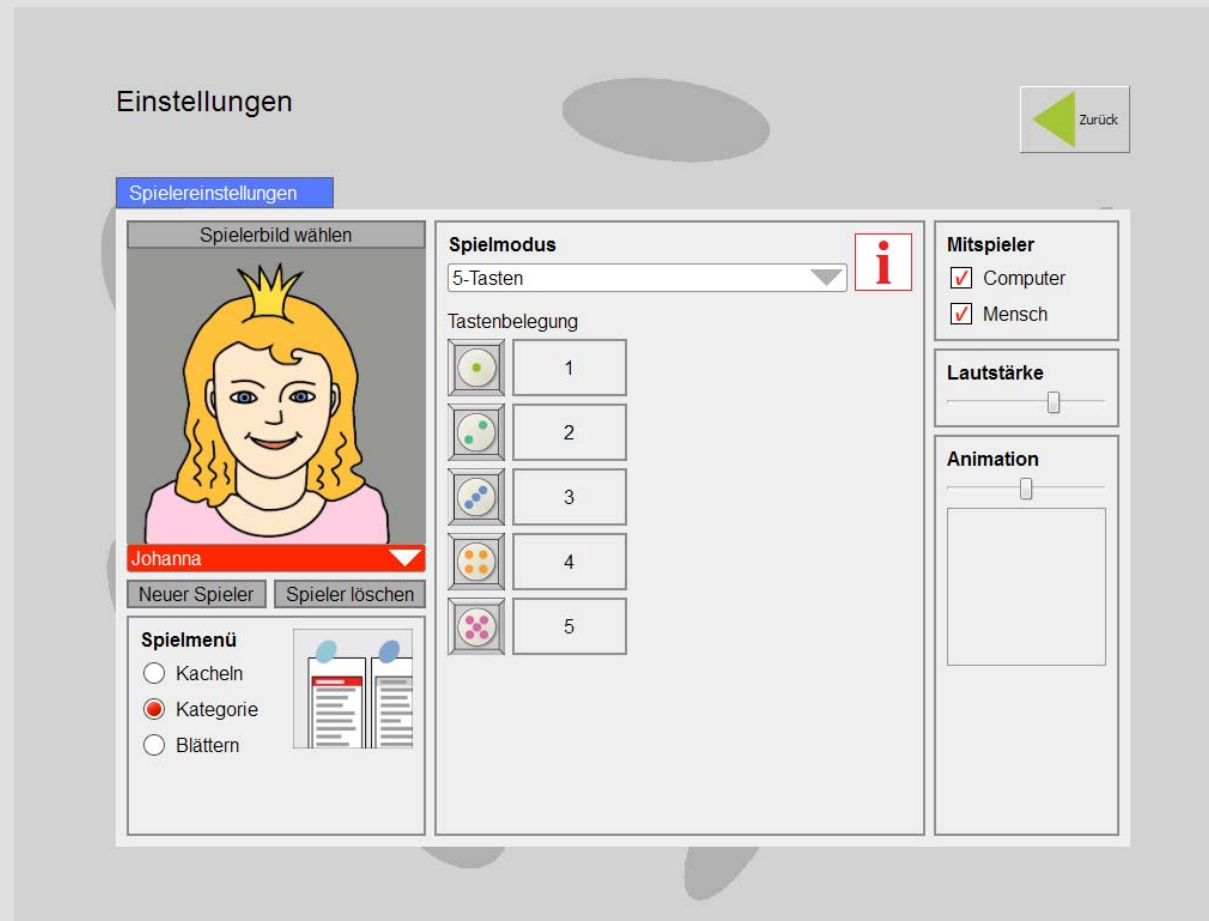 Einstellungen
Zurück
Spielereinstellungen
Spielerbild wählen
Johanna
Neuer Spieler
Spieler löschen
Spielmenü
Kacheln
Kategorie
Blättern
Spielmodus
5-Tasten
i
Tastenbelegung
1
2
3
4
5
Mitspieler
Computer
Mensch
Lautstärke
Animation